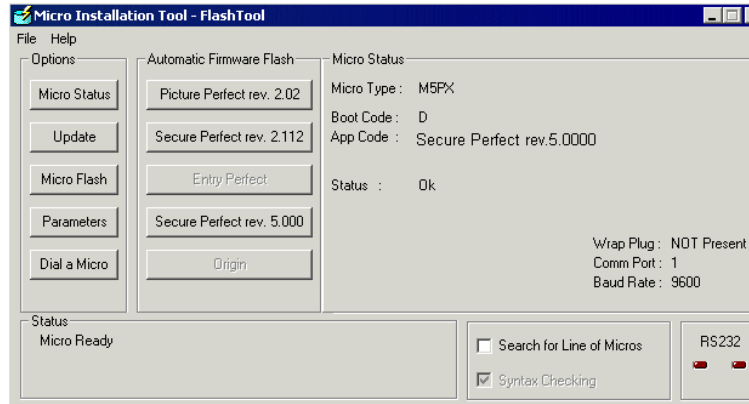 Micro Installation Tool - FlashTool
File Help
Options
Micro Status
Update
Micro Flash
Parameters
Dial a Micro
Automatic Firmware Flash
Picture Perfect rev. 2.02
Secure Perfect rev. 2.112
Entry Perfect
Secure Perfect rev. 5.000
Origin
Micro Status
Micro Type : M5PX
Boot Code : D
App Code : Secure Perfect rev.5.0000
Status : Ok
Wrap Plug : NOT Present
Comm Port : 1
Baud Rate : 9600
Status
Micro Ready
Search for Line of Micros
Syntax Checking
RS232